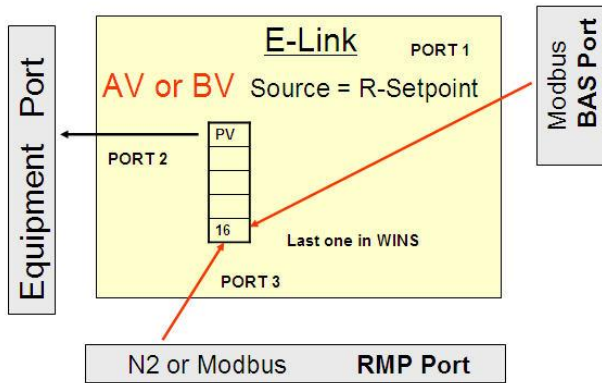 E-Link
PORT 1
AV or BV Source = R-Setpoint
PV
PORT 2
16
Last one in WINS
PORT 3
Equipment Port
Modbus
BAS Port
N2 or Modbus RMP Port